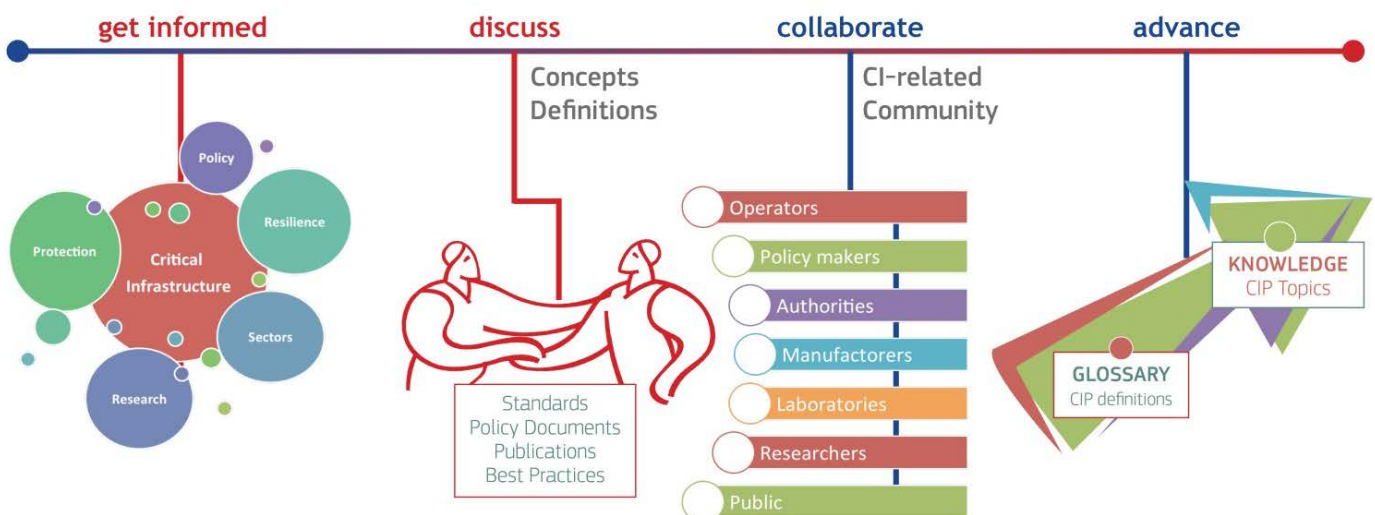 get informed
discuss
collaborate
advance
Concepts
Definitions
CI-related
Community
Policy
Resilience
Protection
Critical
Infrastructure
Sectors
Research
Standards
Policy Documents
Publications
Best Practices
Operators
Policy makers
Authorities
Manufactorers
Laboratories
Researchers
Public
KNOWLEDGE
CIP Topics
GLOSSARY
CIP definitions